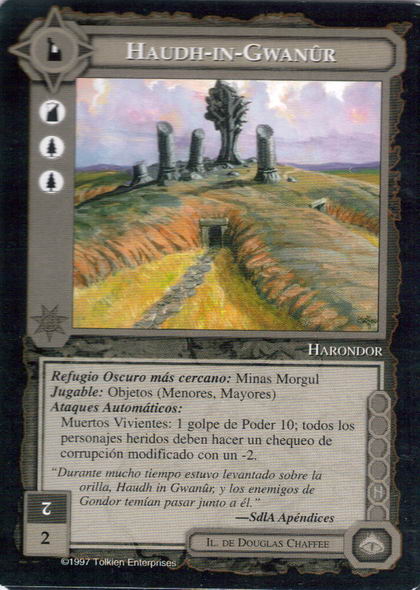 HAUDH-IN-GWANÛR
HARONDOR
Refugio Oscuro más cercano: Minas Morgul
Jugable: Objetos (Menores, Mayores)
Ataques Automáticos:
Muertos Vivientes: 1 golpe de Poder 10; todos los
personajes heridos deben hacer un chequeo de
corrupción modificado con un -2.
“Durante mucho tiempo estuvo levantado sobre la
orilla, Haudh in Gwanûr, y los enemigos de
Gondor temían pasar junto a él.”
—SdlA Apéndices
2
2
IL. DE DOUGLAS CHAFFEE
©1997 Tolkien Enterprises